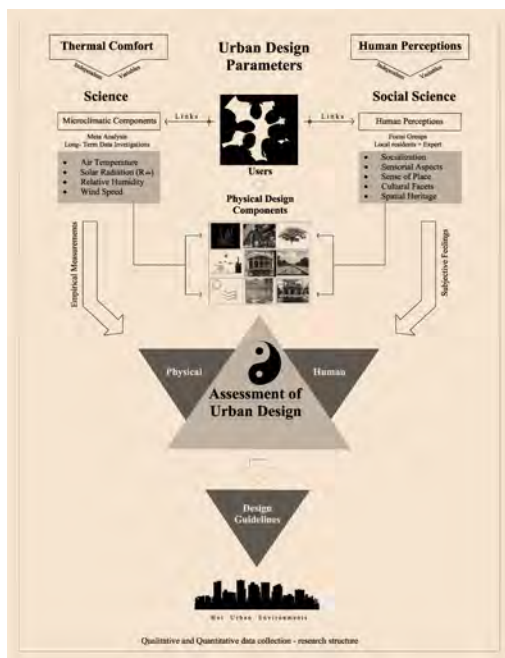 Thermal Comfort
Independent Variables
Urban Design
Parameters
Human Perceptions
Independent Variables
Science
Social Science
Microclimatic Components
Links
Links
Human Perceptions
Meta Analysis
Long- Term Data Investigations
Focus Groups
Local residents + Expert
Users
• Air Temperature
• Solar Radiation
• Relative Humidity
• Wind Speed
• Socialization
• Sensorial Aspects
• Sense of Place
• Cultural Facets
• Spatial Heritage
Physical Design
Components
Empirical Measurements
Subjective Feelings
Physical
Human
Assessment of
Urban Design
Design
Guidelines
Hot Urban Environments
Qualitative and Quantitative data collection - research structure